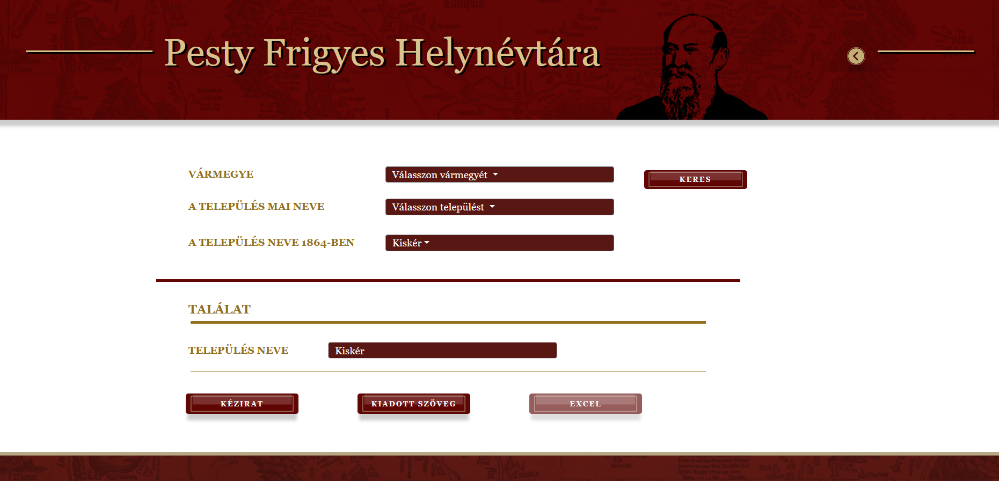 Pesty Frigyes Helynévtára
VÁRMEGYE
Válasszon vármegyét
KERES
A TELEPÜLÉS MAI NEVE
Válasszon települést
A TELEPÜLÉS NEVE 1864-BEN
Kiskér
TALÁLAT
TELEPÜLÉS NEVE
Kiskér
KÉZIRAT
KIADOTT SZÖVEG
EXCEL